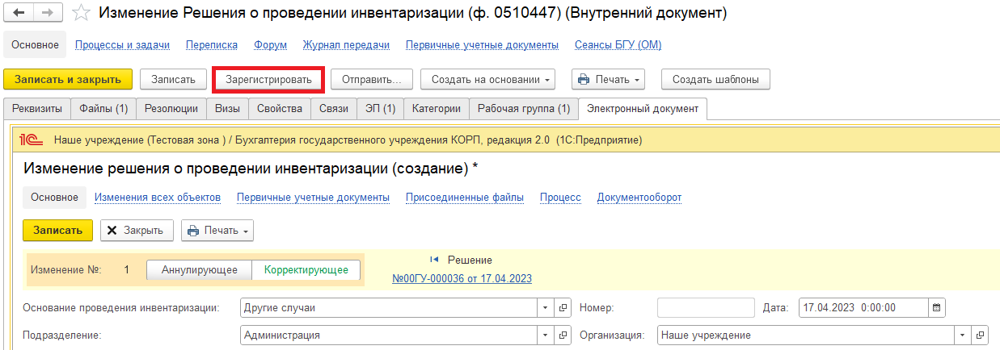 Изменение Решения о проведении инвентаризации (ф. 0510447) (Внутренний документ)
Основное Процессы и задачи Переписка Форум Журнал передачи Первичные учетные документы Сеансы БГУ (ОМ)
Записать и закрыть Записать Зарегистрировать Отправить... Создать на основании Печать Создать шаблоны
Реквизиты Файлы (1) Резолюции Визы Свойства Связи ЭП (1) Категории Рабочая группа (1) Электронный документ
1С Наше учреждение (Тестовая зона ) / Бухгалтерия государственного учреждения КОРП, редакция 2.0 (1С:Предприятие)
Изменение решения о проведении инвентаризации (создание) *
Основное Изменения всех объектов Первичные учетные документы Присоединенные файлы Процесс Документооборот
Записать Закрыть Печать
Решение
Изменение №: 1 Аннулирующее Корректирующее
№00ГУ-000036 от 17.04.2023
Основание проведения инвентаризации: Другие случаи Номер: Дата: 17.04.2023 0:00:00
Подразделение: Администрация Организация: Наше учреждение